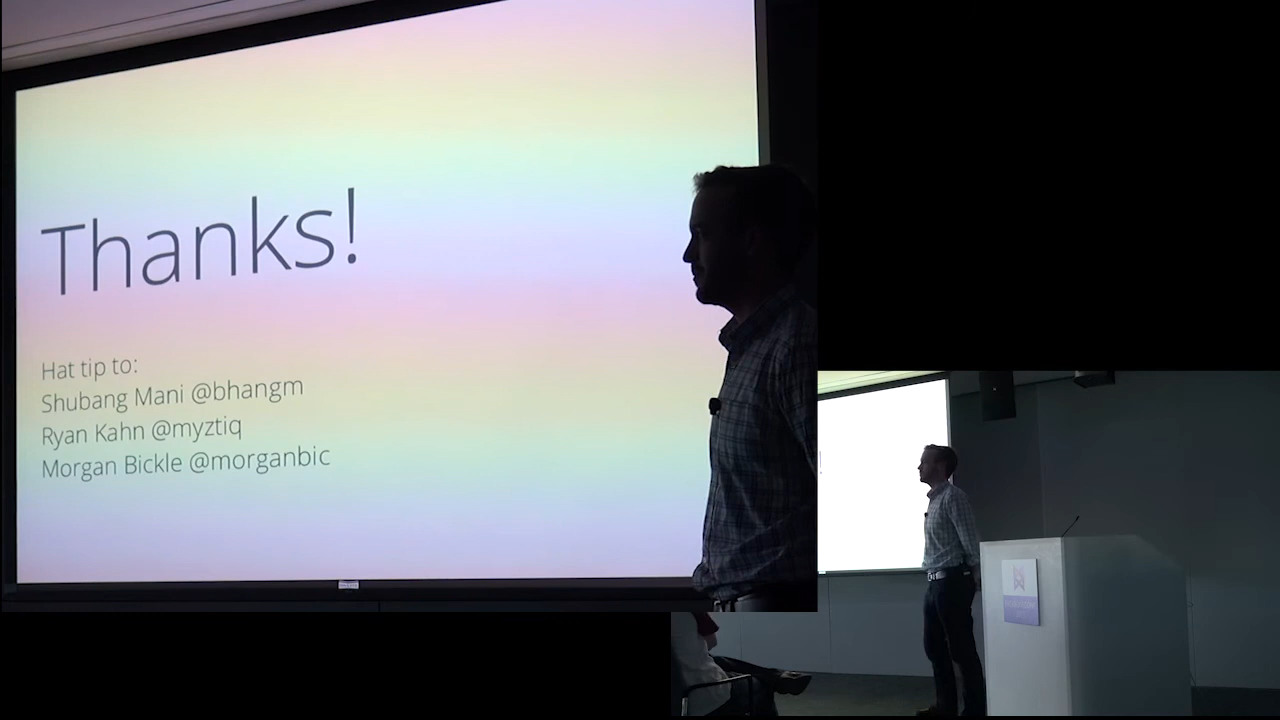 Thanks!
Hat tip to:
Shubang Mani @bhangm
Ryan Kahn @myztiq
Morgan Bickle @morganbic